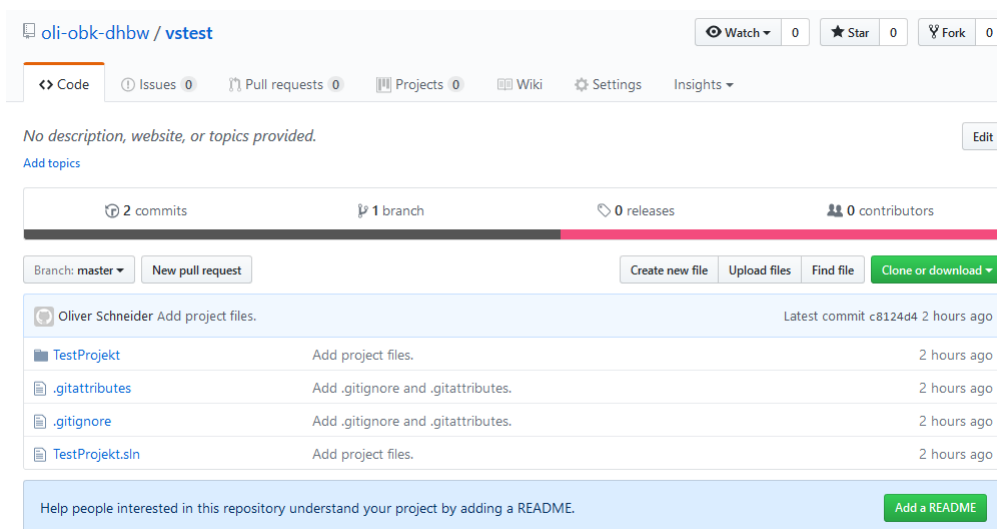 oli-obk-dhbw / vstest Watch 0 Star 0 Fork 0
Code Issues 0 Pull requests 0 Projects 0 Wiki Settings Insights
No description, website, or topics provided. Edit
Add topics
2 commits 1 branch 0 releases 0 contributors
Branch: master New pull request Create new file Upload files Find file Clone or download
Oliver Schneider Add project files. Latest commit c8124d4 2 hours ago
TestProjekt Add project files. 2 hours ago
.gitattributes Add .gitignore and .gitattributes. 2 hours ago
.gitignore Add .gitignore and .gitattributes. 2 hours ago
TestProjekt.sln Add project files. 2 hours ago
Help people interested in this repository understand your project by adding a README. Add a README